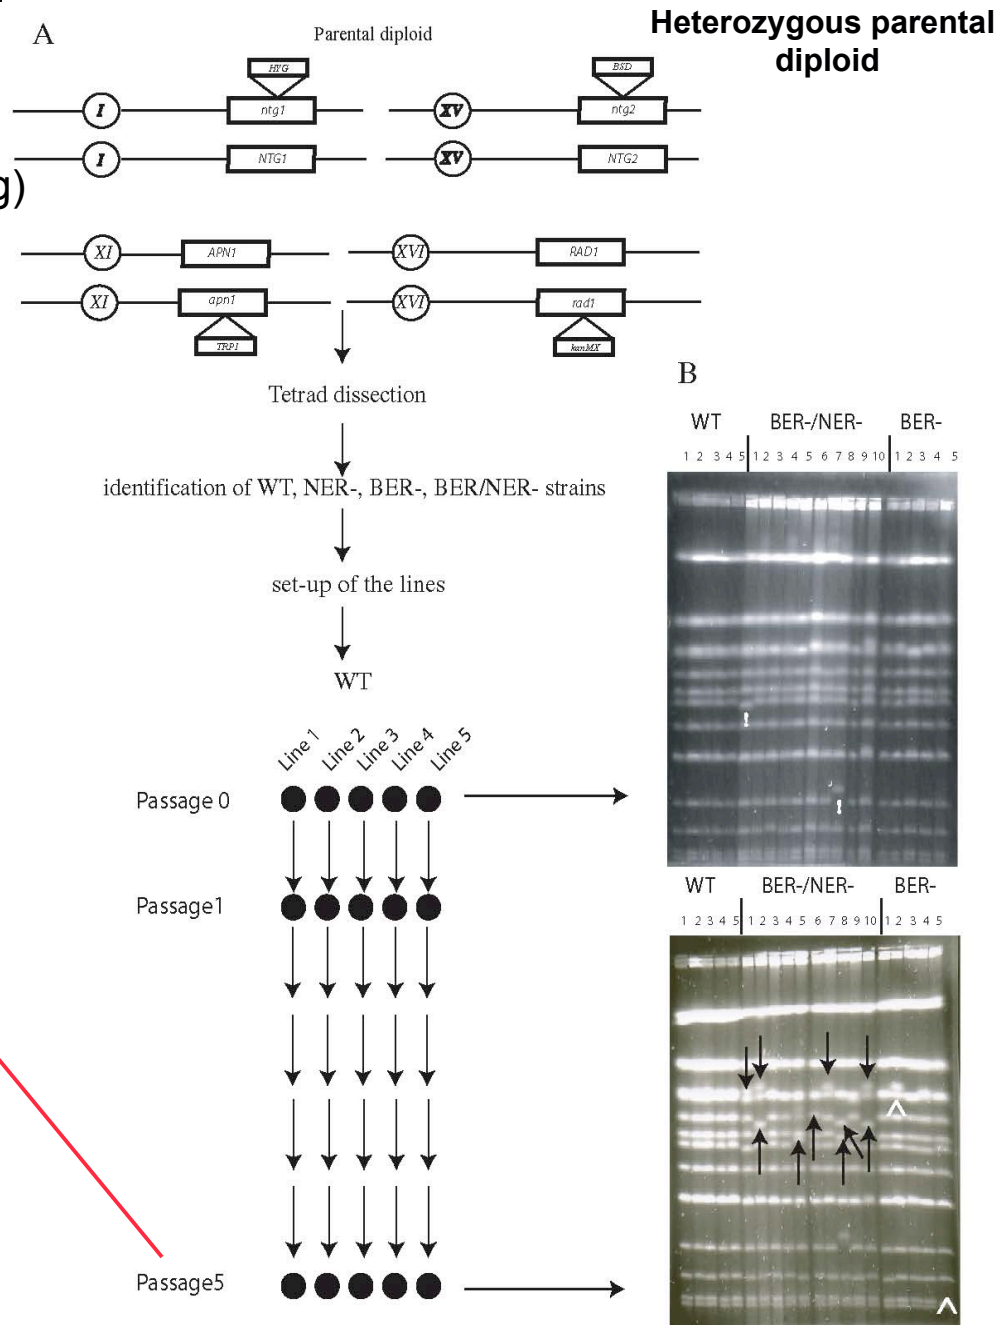 Heterozygous parental
diploid
A
Parental diploid
HYG
BSD
I
ntg1
XV
ntg2
I
NTG1
XV
NTG2
g)
XI
APN1
XVI
RAD1
XI
apn1
XVI
rad1
TRP1
kanMX
Tetrad dissection
identification of WT, NER-, BER-, BER/NER- strains
set-up of the lines
WT
Line 1
Line 2
Line 3
Line 4
Line 5
Passage 0
Passage1
Passage5
B
WT BER-/NER- BER-
1 2 3 4 5 1 2 3 4 5 6 7 8 9 10 1 2 3 4 5
WT BER-/NER- BER-
1 2 3 4 5 1 2 3 4 5 6 7 8 9 10 1 2 3 4 5